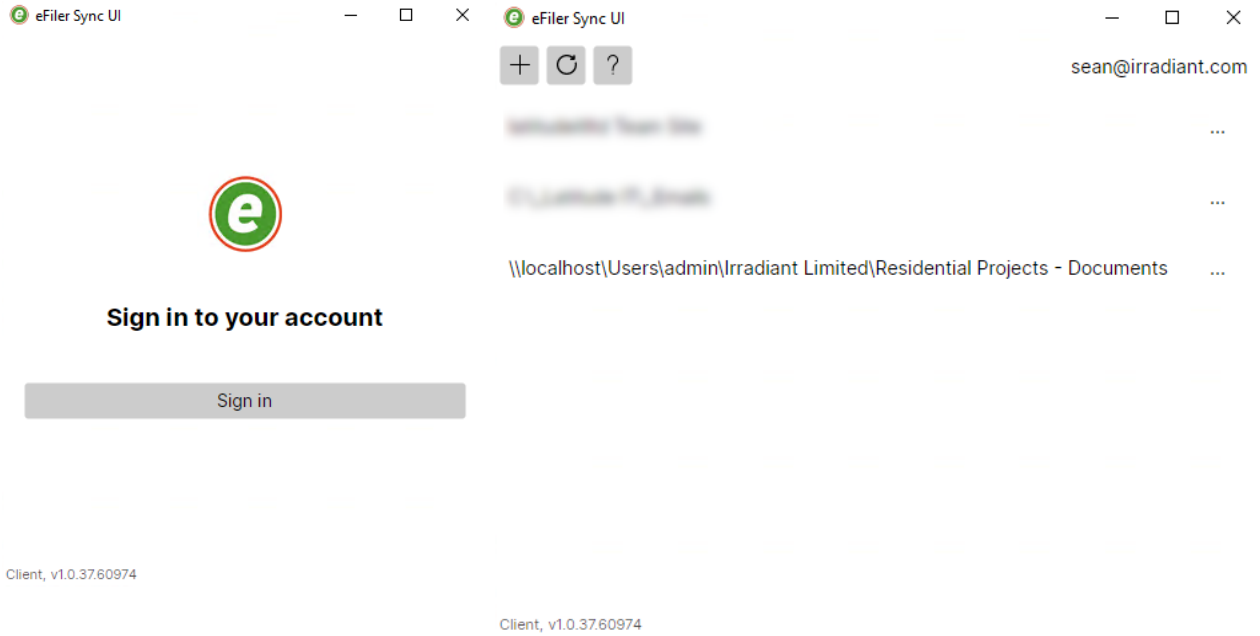 eFiler Sync UI
e
Sign in to your account
Sign in
Client, v1.0.37.60974
eFiler Sync UI
?
sean@irradiant.com
...
...
\\localhost\Users\admin\Irradiant Limited\Residential Projects - Documents ...
Client, v1.0.37.60974